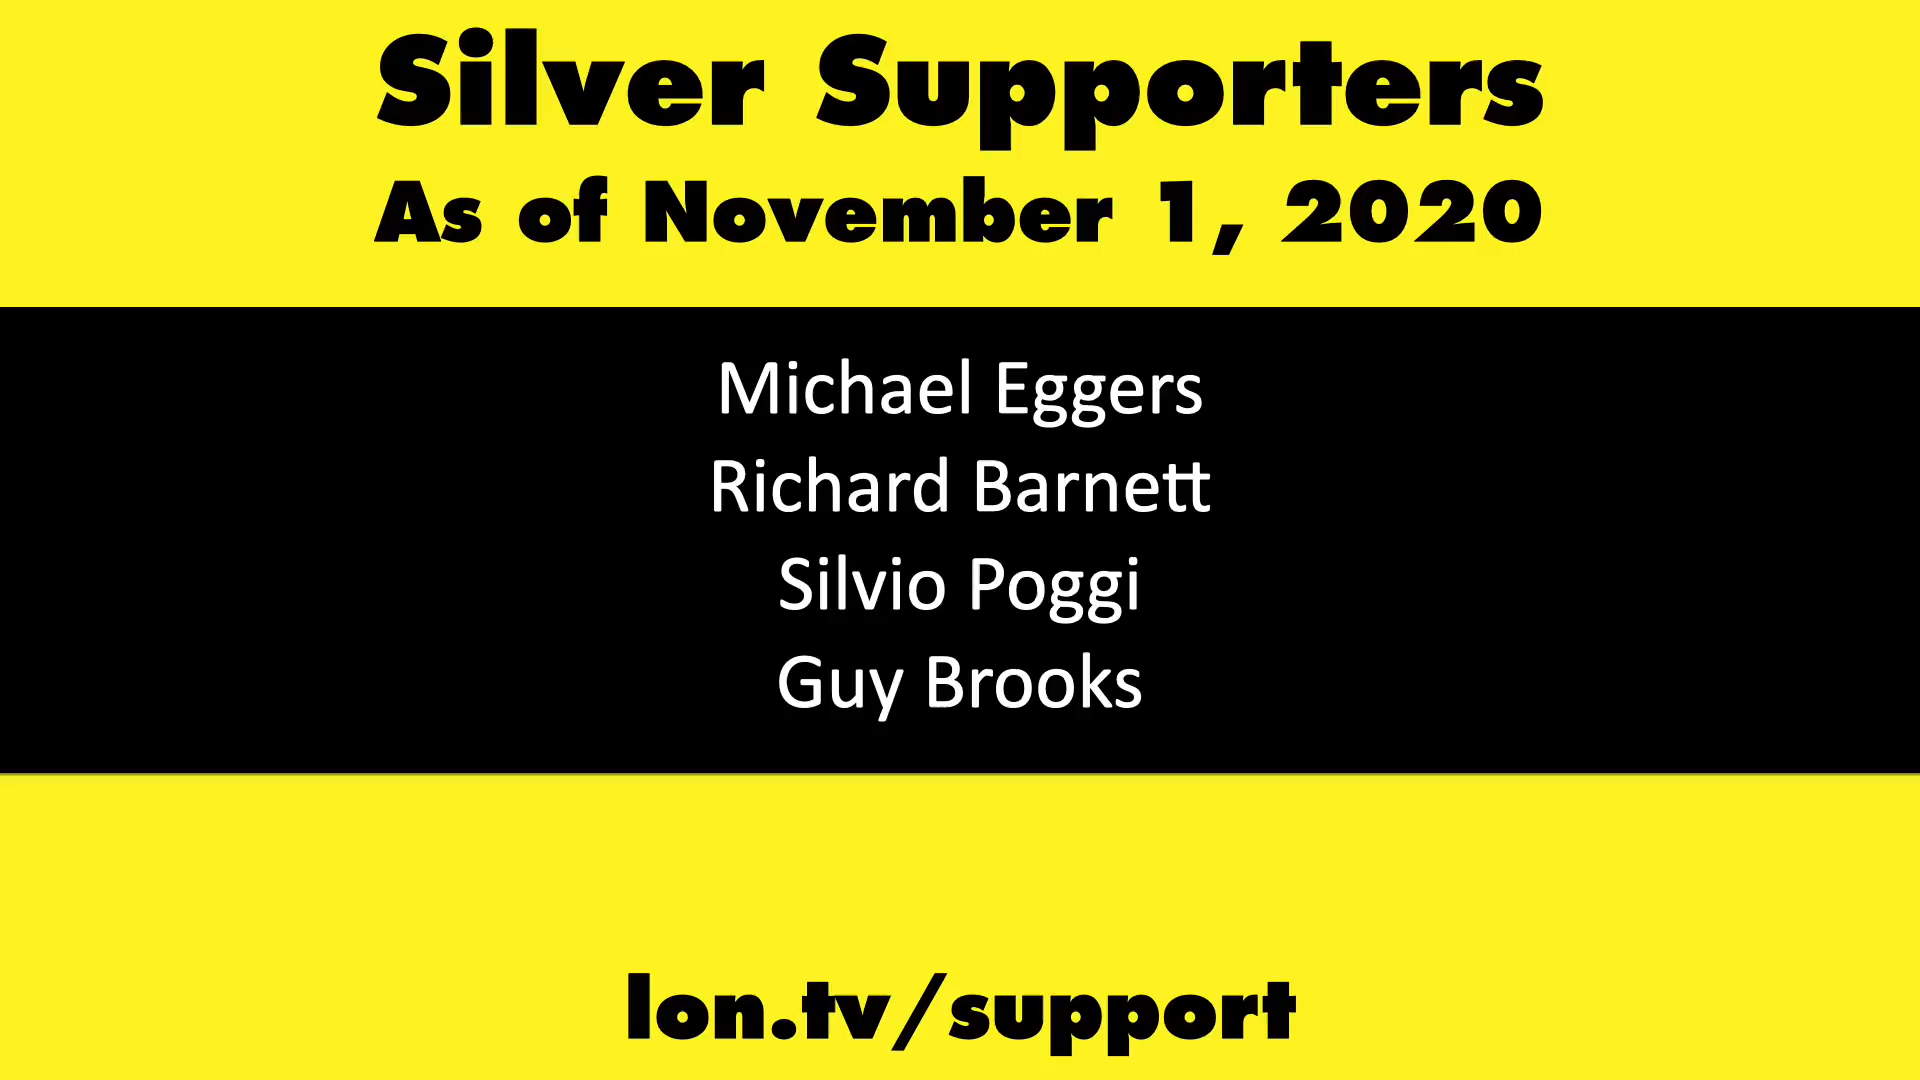 Silver Supporters
As of November 1, 2020
Michael Eggers
Richard Barnett
Silvio Poggi
Guy Brooks
lon.tv/support